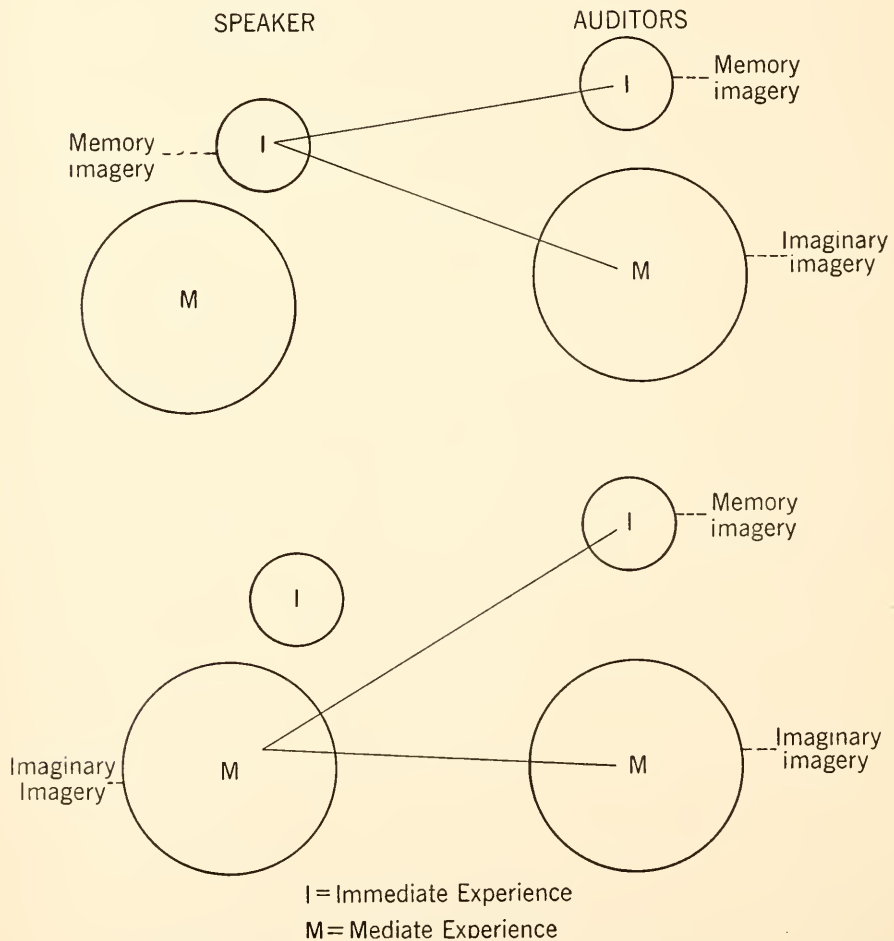 SPEAKER
AUDITORS
I
Memory
imagery
Memory
imagery
I
M
M
Imaginary
imagery
I
Memory
imagery
I
Imaginary
Imagery
M
M
Imaginary
imagery
I = Immediate Experience
M = Mediate Experience